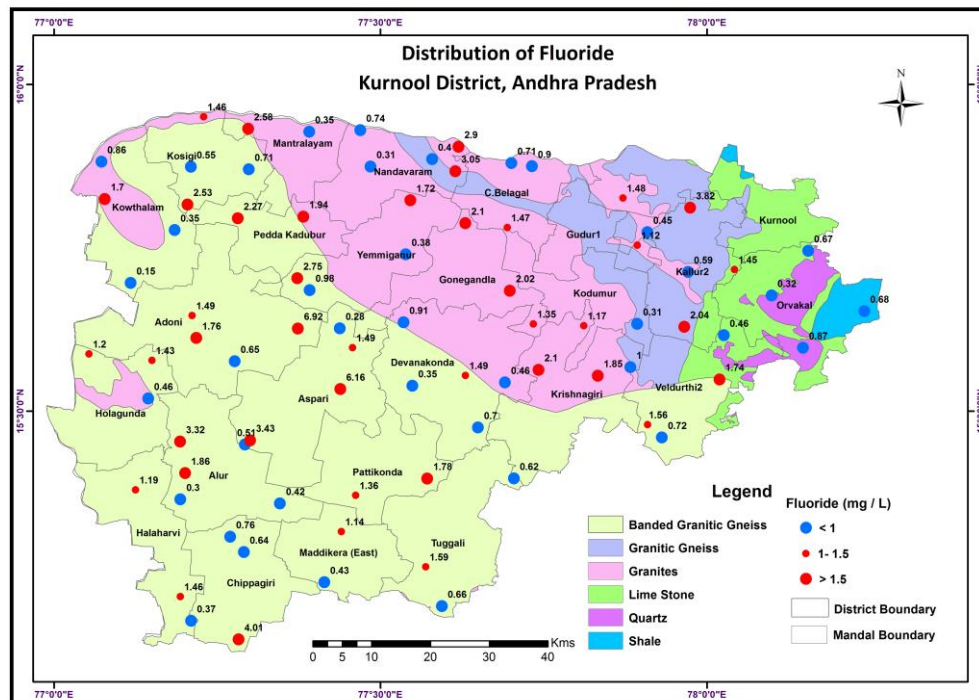 77°0'0"E
77°30'0"E
78°0'0"E
Distribution of Fluoride
Kurnool District, Andhra Pradesh
N
16°0'0"N
1.46
2.58
0.35
0.74
2.9
0.86
Kosigi
0.55
0.71
Mantralayam
0.31
Nandavaram
0.4
3.05
0.71
0.9
1.7
Kowthalam
2.53
2.27
0.35
1.94
Pedda Kadubur
1.72
C.Belagal
2.1
1.47
1.48
3.82
0.45
Gudur1
1.12
Kurnool
0.67
Yemmiganur
0.38
Gonegandla
0.59
Kallur2
1.45
0.15
2.75
0.98
2.02
Kodumur
0.32
Orvakal
0.68
1.49
Adoni
1.76
6.92
0.28
0.91
1.35
1.17
0.31
2.04
0.46
0.87
1.2
1.43
0.65
1.49
Devanakonda
1.49
2.1
1.85
1
1.74
0.46
Holagunda
6.16
Aspari
0.35
0.46
Krishnagiri
Veldurthi2
15°30'0"N
3.32
0.51
3.43
0.7
1.56
0.72
1.86
Alur
Pattikonda
1.78
0.62
1.19
0.3
0.42
1.36
Halaharvi
0.76
0.64
1.14
Maddikera (East)
Tuggali
1.59
Chippagiri
0.43
0.66
1.46
0.37
4.01
Legend
Banded Granitic Gneiss
Granitic Gneiss
Granites
Lime Stone
Quartz
Shale
Fluoride (mg / L)
< 1
1- 1.5
> 1.5
District Boundary
Mandal Boundary
Kms
0 5 10 20 30 40
77°0'0"E
77°30'0"E
78°0'0"E